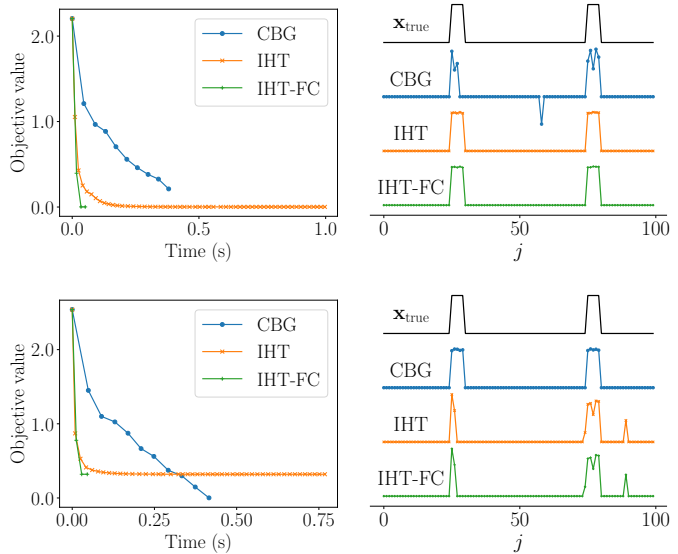 Objective value
2.0
1.0
0.0
CBG
IHT
IHT-FC
0.0
0.5
1.0
Time (s)
x_true
CBG
IHT
IHT-FC
0
50
100
j
Objective value
2.0
1.0
0.0
CBG
IHT
IHT-FC
0.00
0.25
0.50
0.75
Time (s)
x_true
CBG
IHT
IHT-FC
0
50
100
j